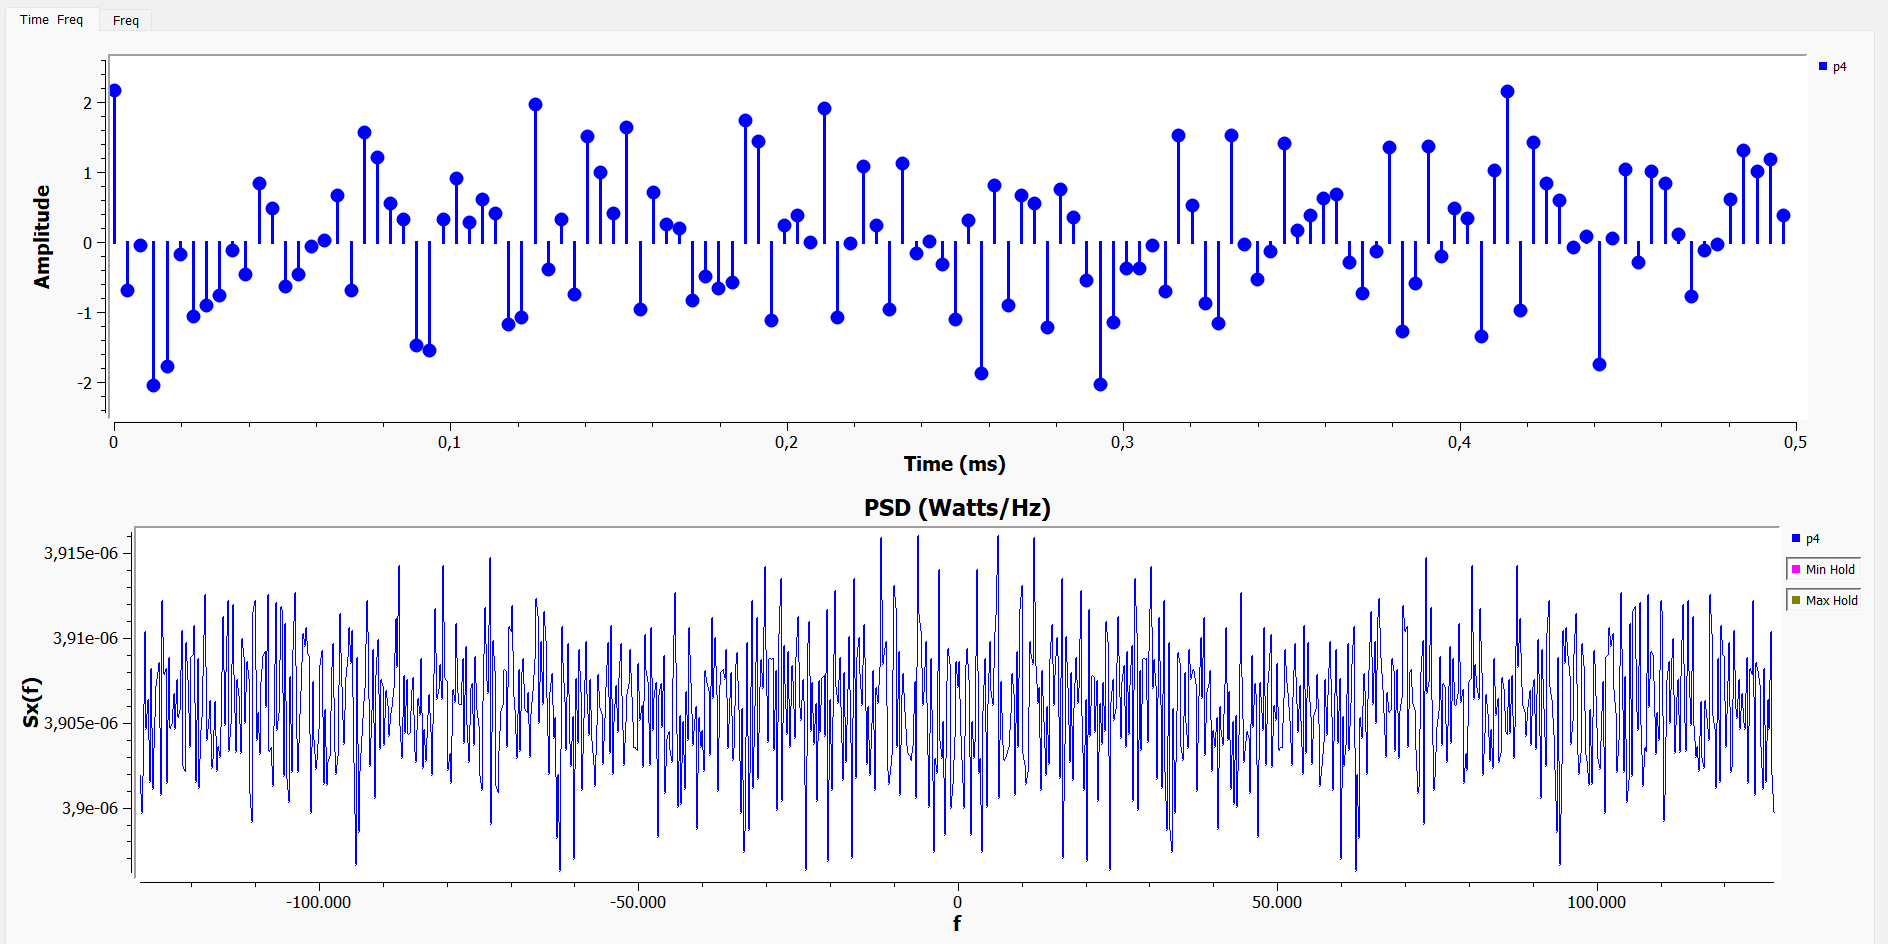 Time Freq
Freq
p4
Amplitude
2
1
0
-1
-2
0
0,1
0,2
0,3
0,4
0,5
Time (ms)
PSD (Watts/Hz)
p4
Min Hold
Max Hold
Sx(f)
3,915e-06
3,91e-06
3,905e-06
3,9e-06
-100.000
-50.000
0
50.000
100.000
f